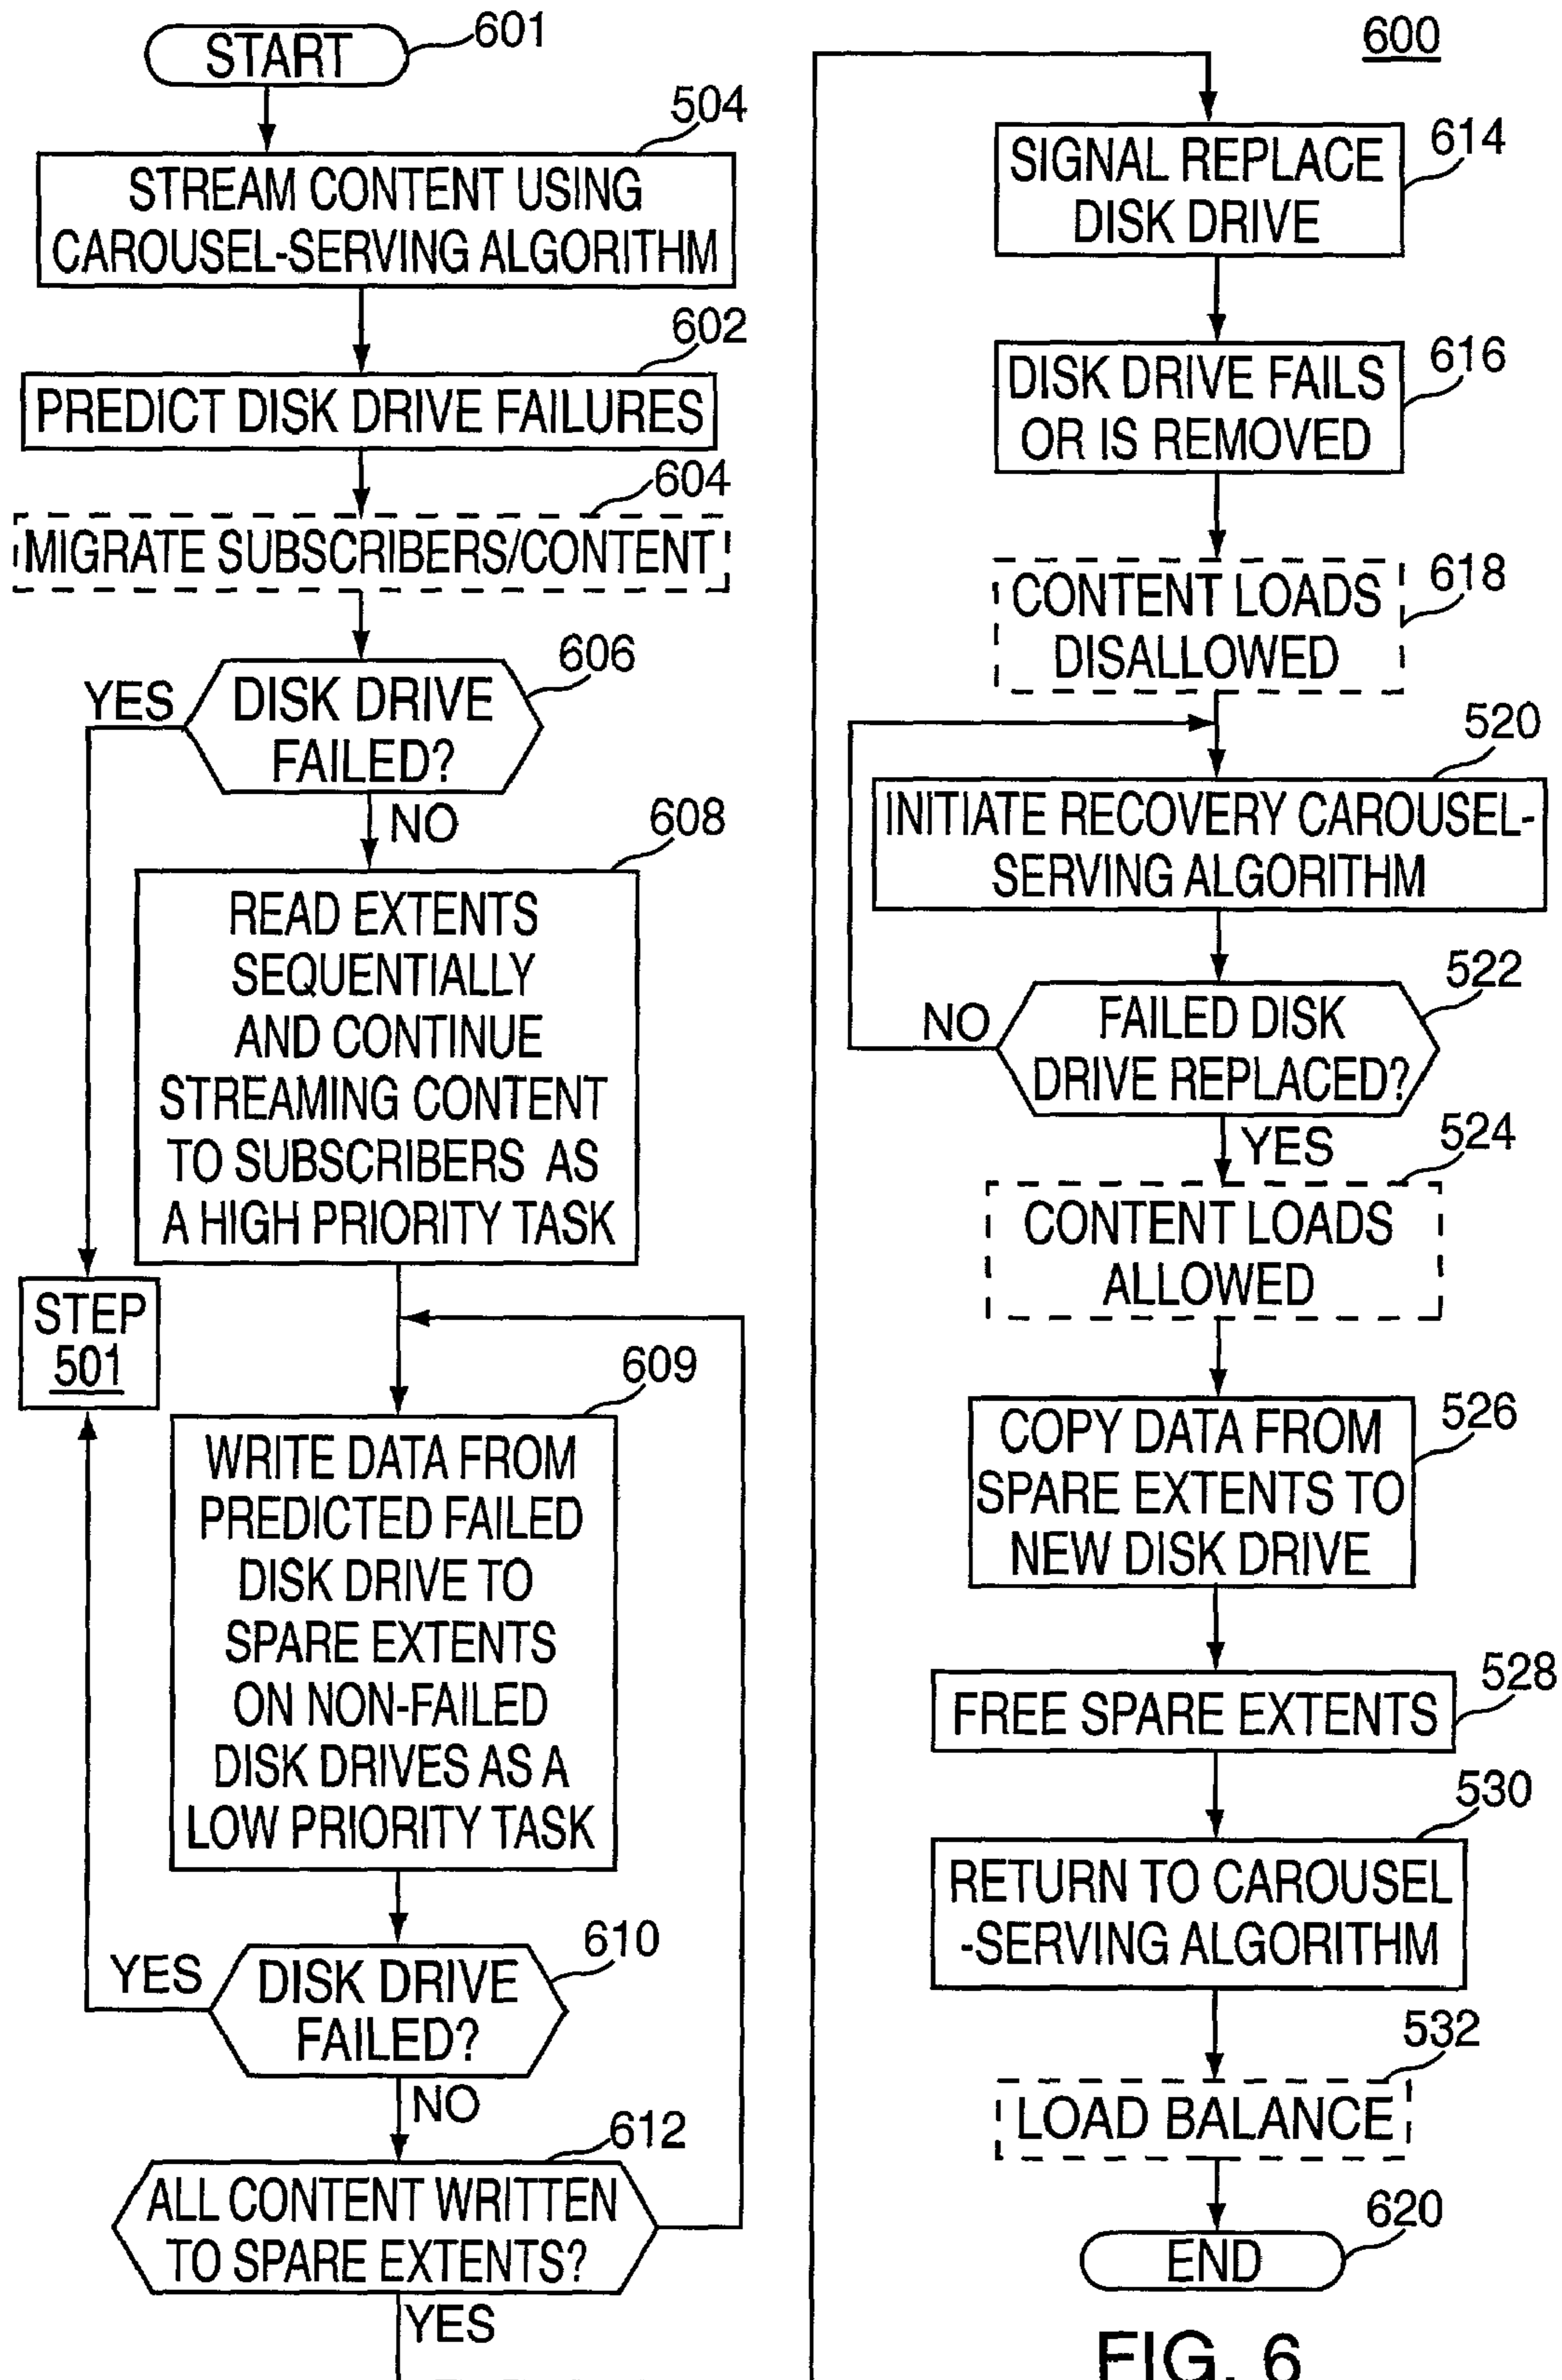 START
601
504
STREAM CONTENT USING
CAROUSEL-SERVING ALGORITHM
602
PREDICT DISK DRIVE FAILURES
604
MIGRATE SUBSCRIBERS/CONTENT
606
YES
DISK DRIVE
FAILED?
NO
608
READ EXTENTS
SEQUENTIALLY
AND CONTINUE
STREAMING CONTENT
TO SUBSCRIBERS AS
A HIGH PRIORITY TASK
STEP
501
609
WRITE DATA FROM
PREDICTED FAILED
DISK DRIVE TO
SPARE EXTENTS
ON NON-FAILED
DISK DRIVES AS A
LOW PRIORITY TASK
610
YES
DISK DRIVE
FAILED?
NO
612
ALL CONTENT WRITTEN
TO SPARE EXTENTS?
YES
600
614
SIGNAL REPLACE
DISK DRIVE
616
DISK DRIVE FAILS
OR IS REMOVED
618
CONTENT LOADS
DISALLOWED
520
INITIATE RECOVERY CAROUSEL-
SERVING ALGORITHM
522
NO
FAILED DISK
DRIVE REPLACED?
YES
524
CONTENT LOADS
ALLOWED
526
COPY DATA FROM
SPARE EXTENTS TO
NEW DISK DRIVE
528
FREE SPARE EXTENTS
530
RETURN TO CAROUSEL
-SERVING ALGORITHM
532
LOAD BALANCE
620
END
FIG. 6